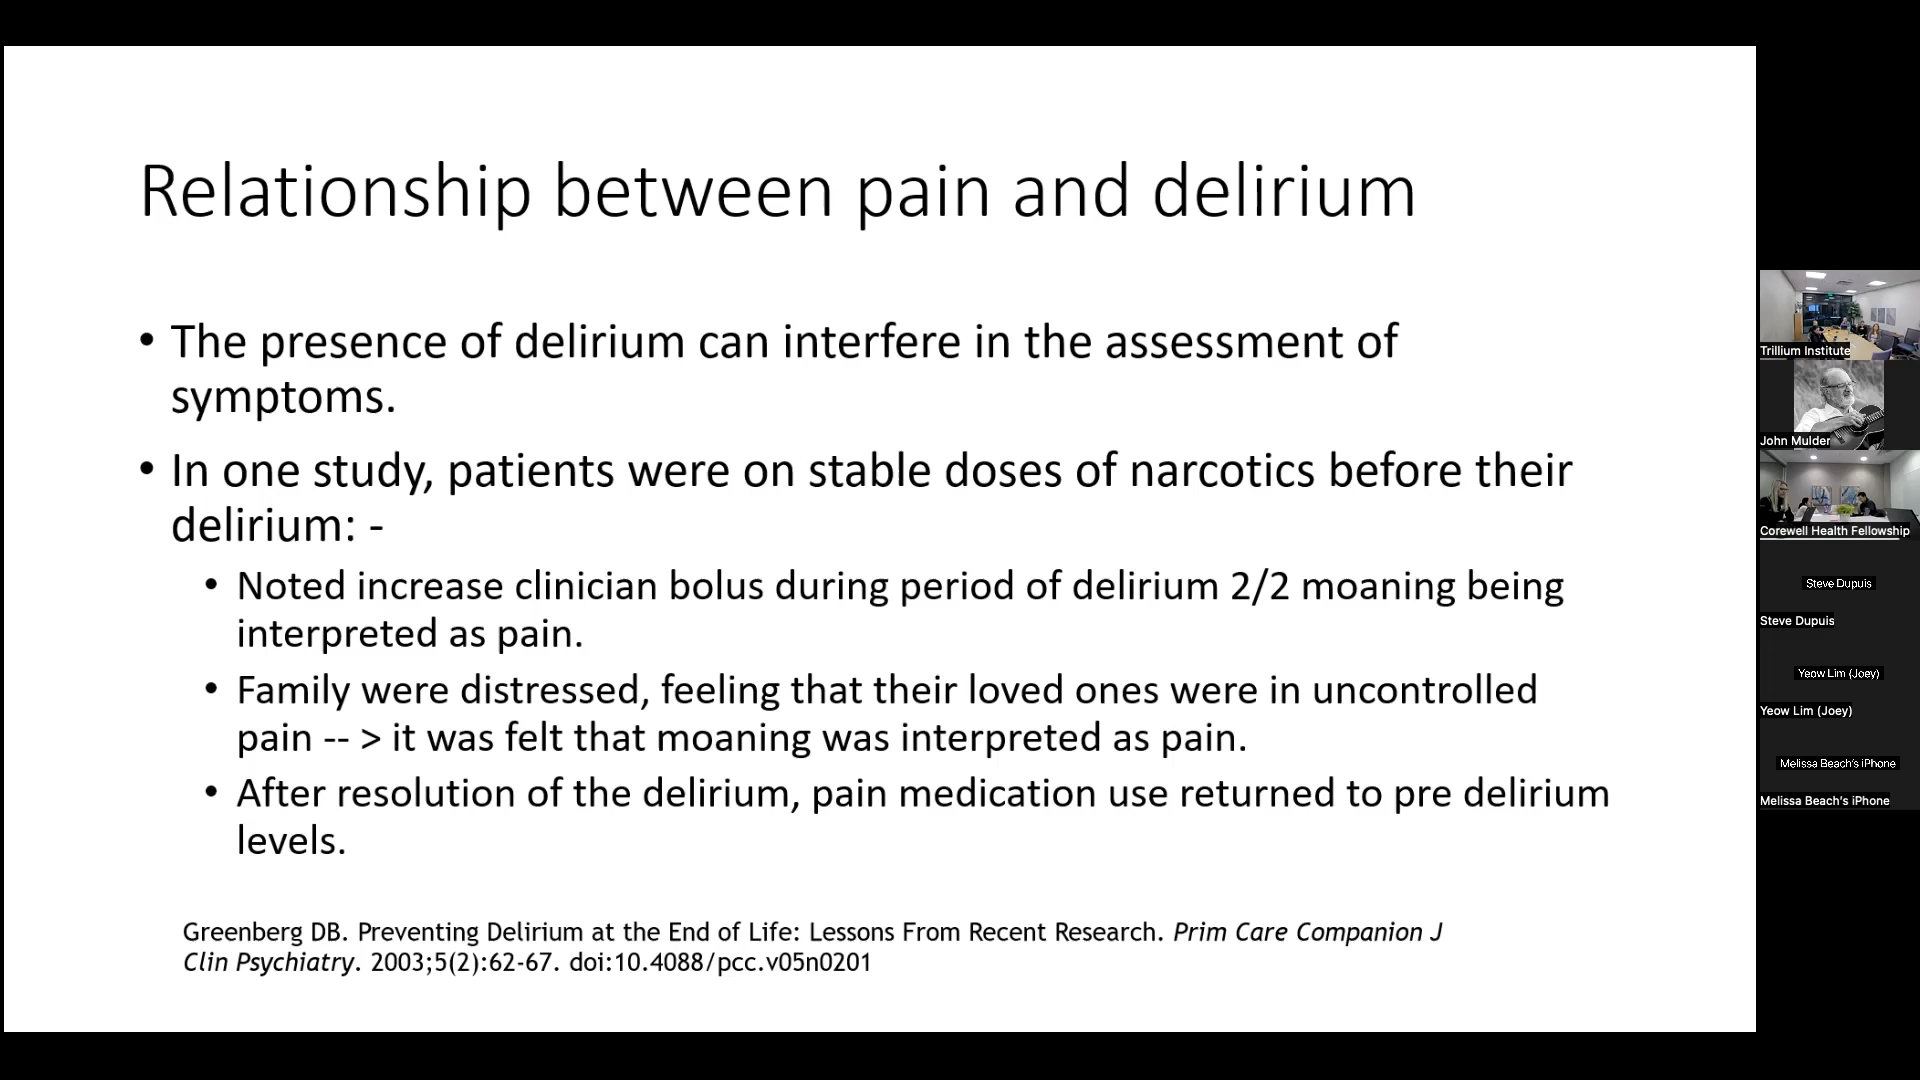 Relationship between pain and delirium
• The presence of delirium can interfere in the assessment of
symptoms.
• In one study, patients were on stable doses of narcotics before their
delirium: -
• Noted increase clinician bolus during period of delirium 2/2 moaning being
interpreted as pain.
• Family were distressed, feeling that their loved ones were in uncontrolled
pain -- > it was felt that moaning was interpreted as pain.
• After resolution of the delirium, pain medication use returned to pre delirium
levels.
Greenberg DB. Preventing Delirium at the End of Life: Lessons From Recent Research. Prim Care Companion J
Clin Psychiatry. 2003;5(2):62-67. doi:10.4088/pcc.v05n0201
Trillium Institute
John Mulder
Corewell Health Fellowship
Steve Dupuis
Steve Dupuis
Yeow Lim (Joey)
Yeow Lim (Joey)
Melissa Beach's iPhone
Melissa Beach's iPhone